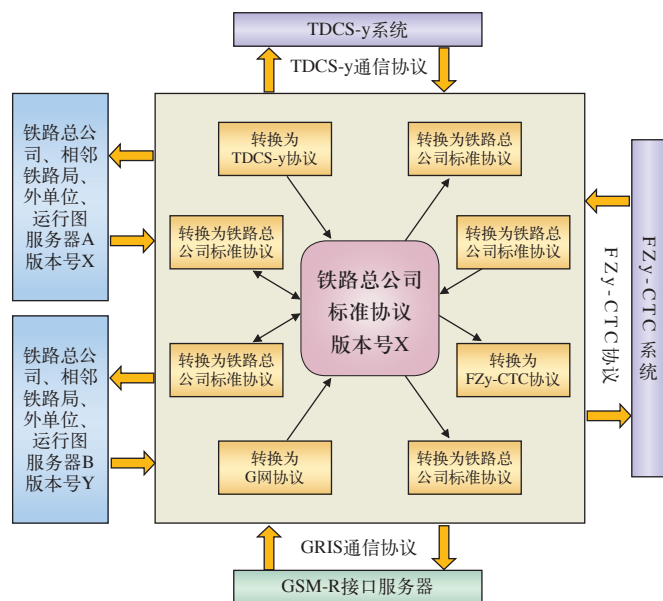 TDCS-y系统
TDCS-y通信协议
铁路总公
司、相邻
铁路局、
外单位、
运行图
服务器A
版本号X
铁路总公
司、相邻
铁路局、
外单位、
运行图
服务器B
版本号Y
转换为
TDCS-y协议
转换为铁路总
公司标准协议
转换为铁路总
公司标准协议
转换为铁路总
公司标准协议
铁路总公司
标准协议
版本号X
转换为铁路总
公司标准协议
转换为
FZy-CTC协议
转换为
G网协议
转换为铁路总
公司标准协议
FZy-CTC协议
FZy-CTC 系统
GRIS通信协议
GSM-R接口服务器